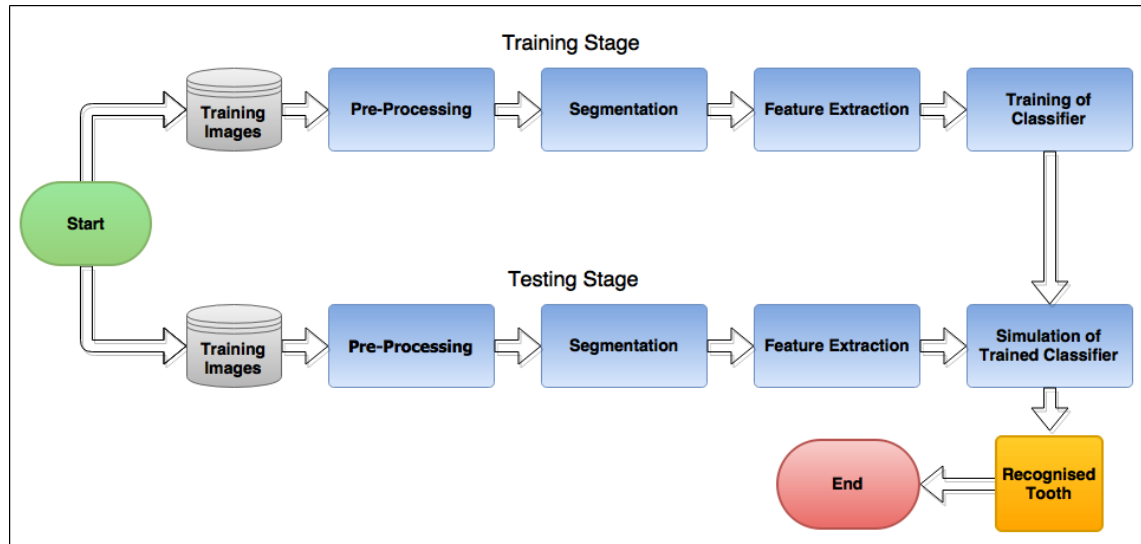 Training Stage
Training
Images
Pre-Processing
Segmentation
Feature Extraction
Training of
Classifier
Start
Testing Stage
Training
Images
Pre-Processing
Segmentation
Feature Extraction
Simulation of
Trained Classifier
Recognised
Tooth
End